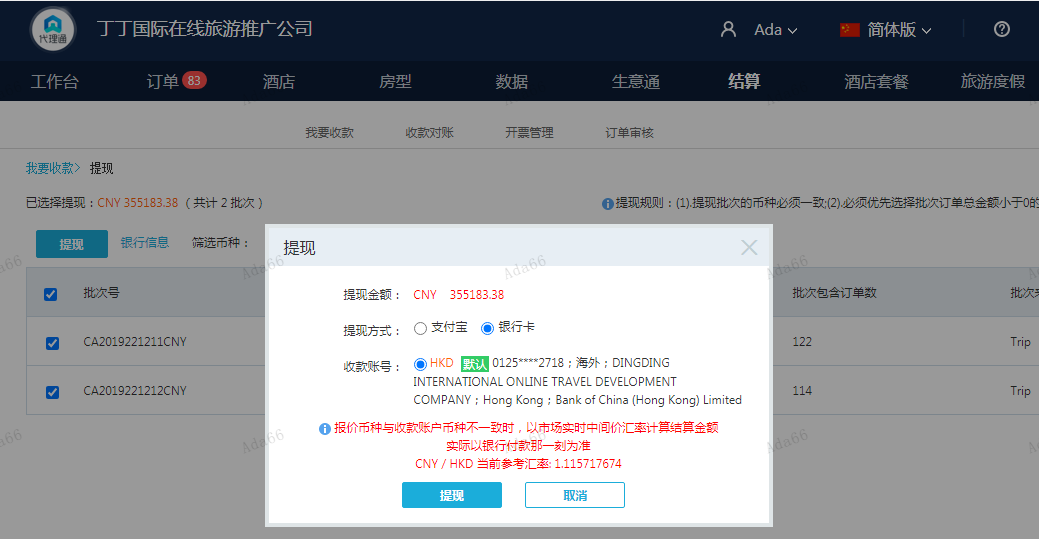 代理通
丁丁国际在线旅游推广公司
Ada
简体版
工作台
订单 83
酒店
房型
数据
生意通
结算
酒店套餐
旅游度假
我要收款
收款对账
开票管理
订单审核
我要收款> 提现
已选择提现：CNY 355183.38（共计 2 批次）
提现规则：(1).提现批次的币种必须一致;(2).必须优先选择批次订单总金额小于0的
提现
银行信息
筛选币种：
批次号
批次包含订单数
批次来
CA2019221211CNY
122
Trip
CA2019221212CNY
114
Trip
提现
提现金额：CNY 355183.38
提现方式：支付宝 银行卡
收款账号：HKD 默认 0125****2718；海外；DINGDING
INTERNATIONAL ONLINE TRAVEL DEVELOPMENT
COMPANY；Hong Kong；Bank of China (Hong Kong) Limited
报价币种与收款账户币种不一致时，以市场实时中间价汇率计算结算金额
实际以银行付款那一刻为准
CNY / HKD 当前参考汇率: 1.115717674
提现
取消
Ada66
Ada66
Ada66
Ada66
Ada66
Ada66